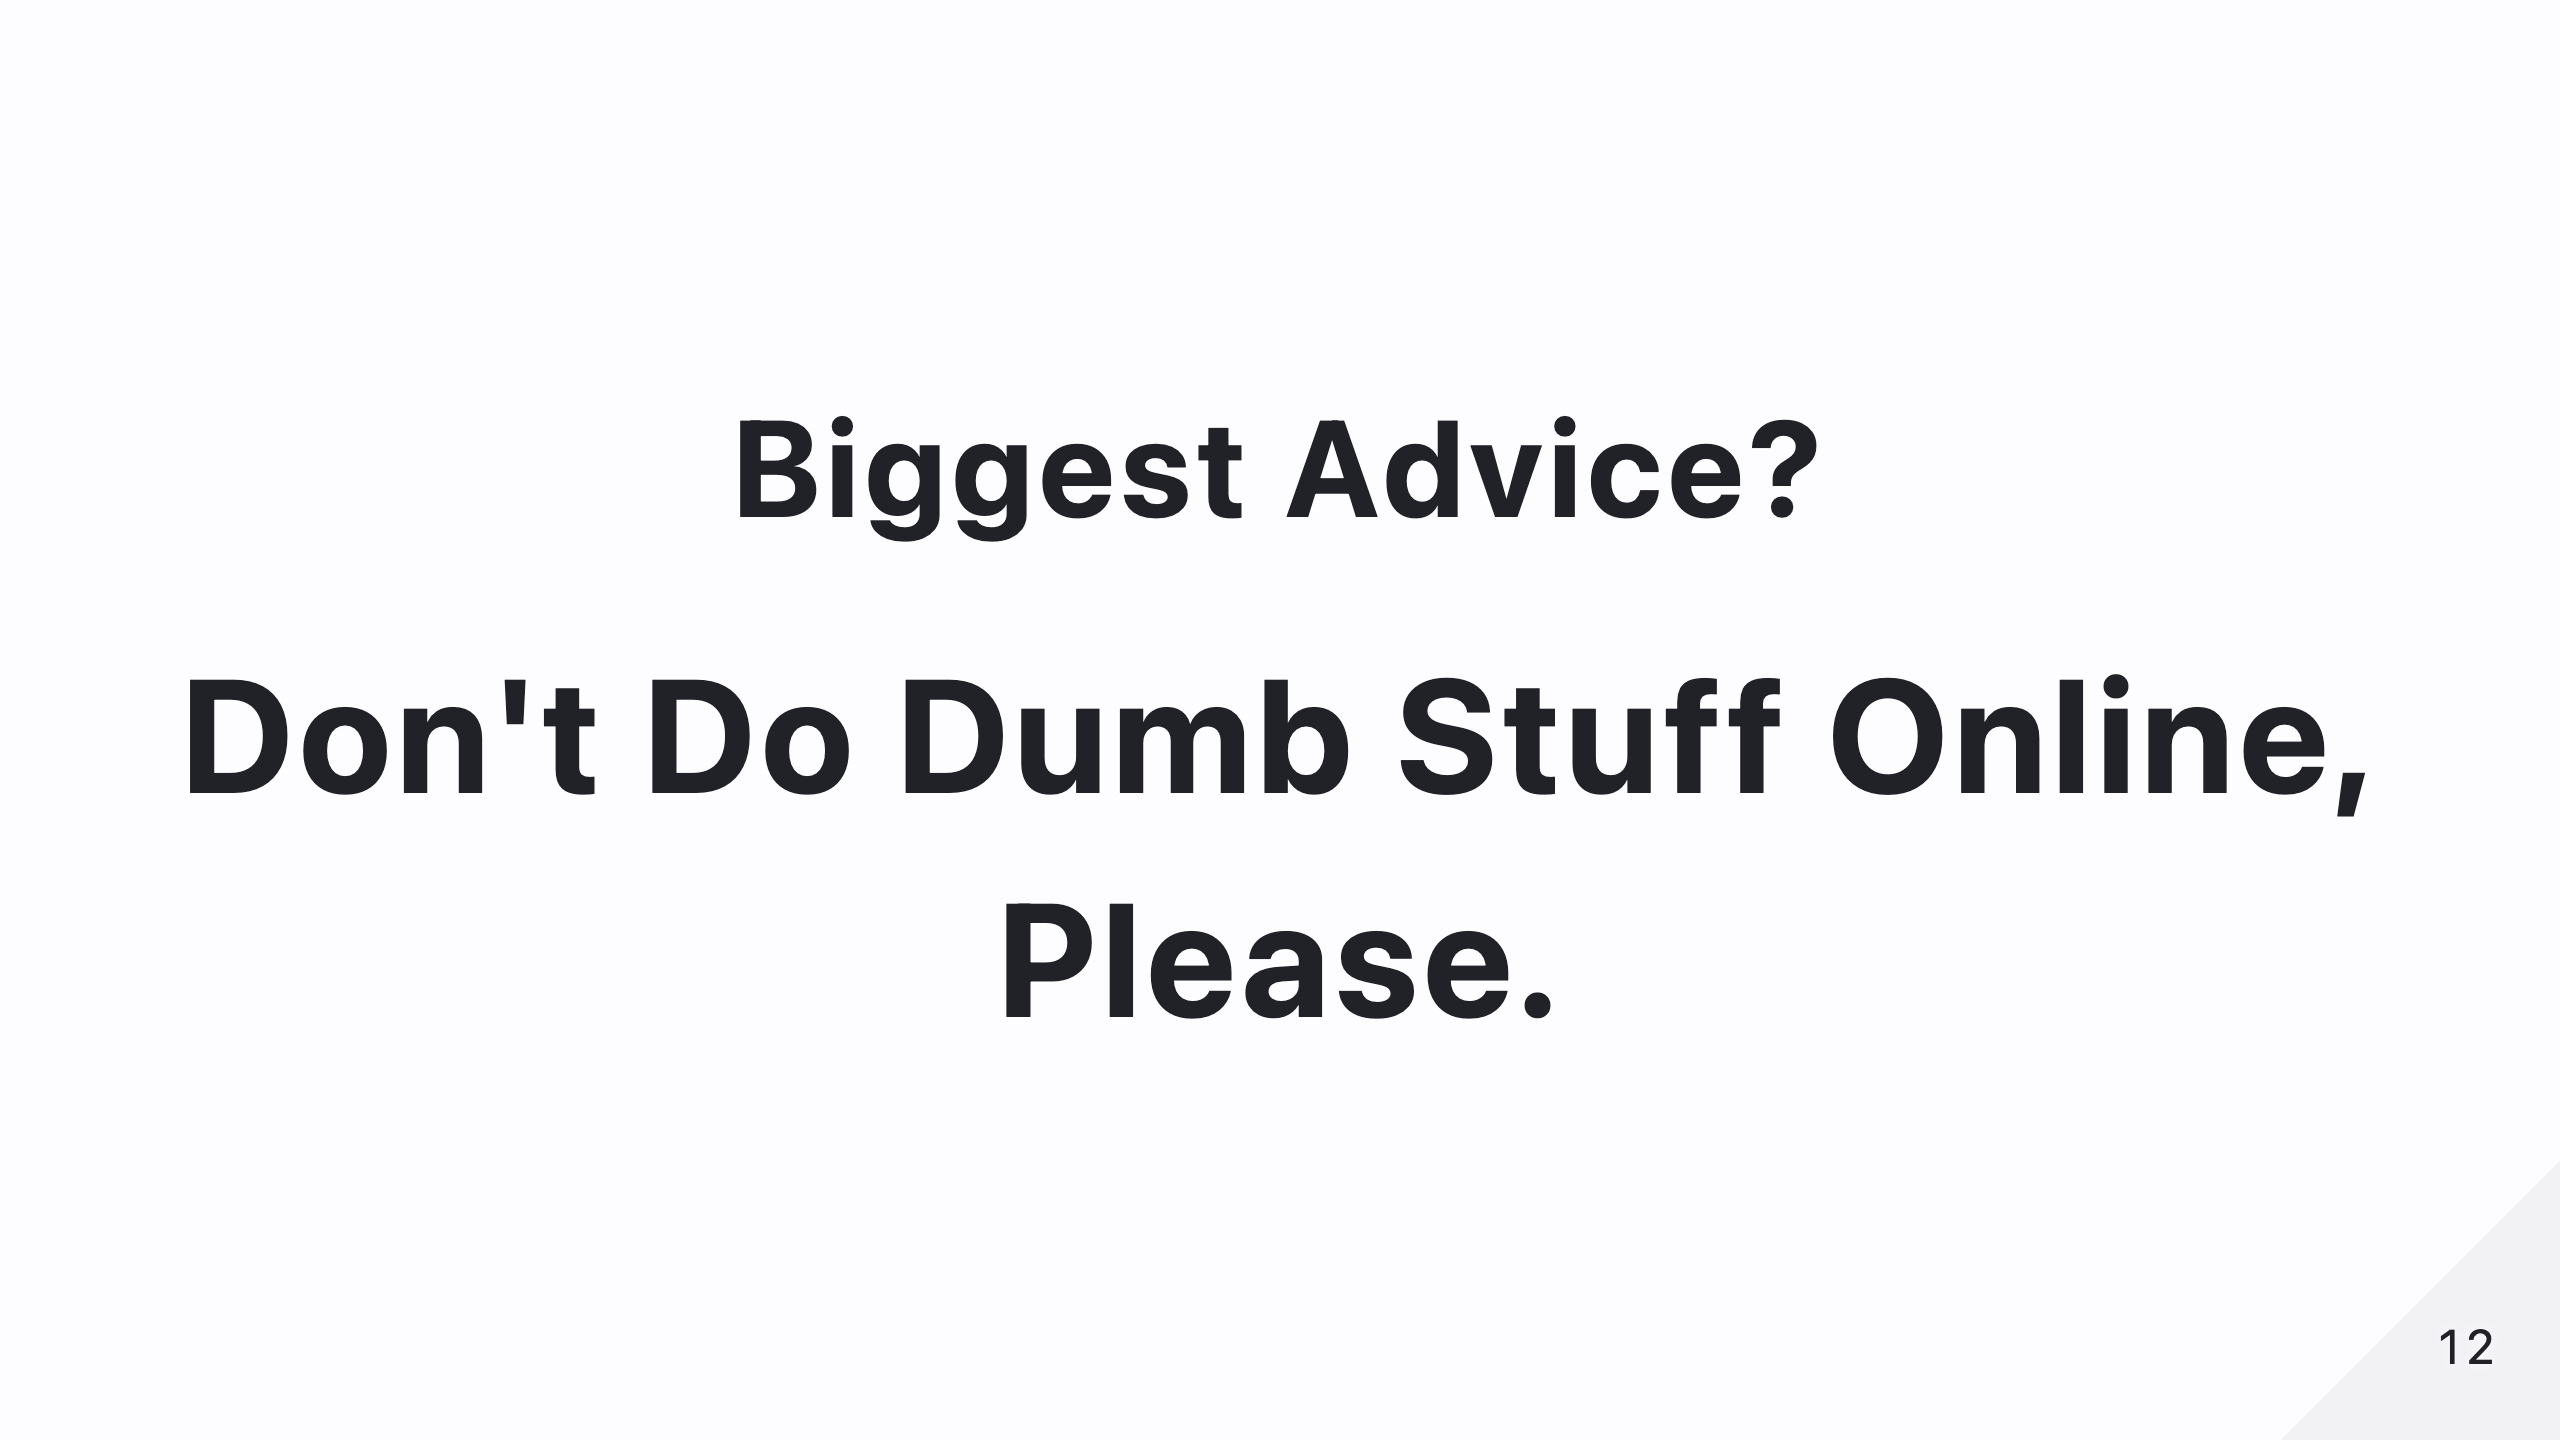 Biggest Advice?
Don't Do Dumb Stuff Online,
Please.
12